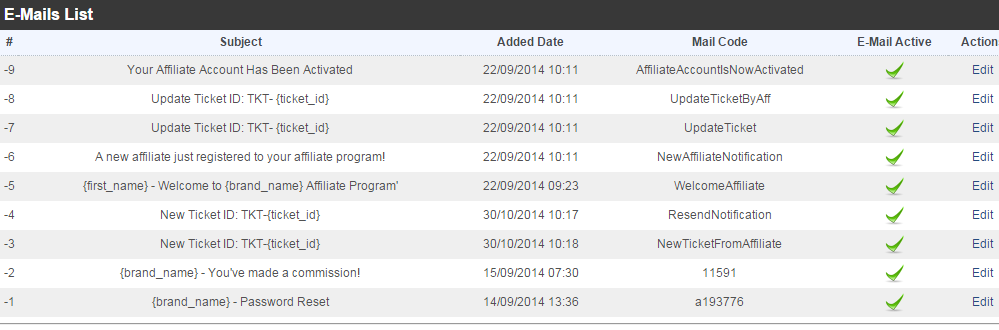 E-Mails List
# Subject Added Date Mail Code E-Mail Active Action
-9 Your Affiliate Account Has Been Activated 22/09/2014 10:11 AffiliateAccountIsNowActivated Edit
-8 Update Ticket ID: TKT- {ticket_id} 22/09/2014 10:11 UpdateTicketByAff Edit
-7 Update Ticket ID: TKT- {ticket_id} 22/09/2014 10:11 UpdateTicket Edit
-6 A new affiliate just registered to your affiliate program! 22/09/2014 10:11 NewAffiliateNotification Edit
-5 {first_name} - Welcome to {brand_name} Affiliate Program' 22/09/2014 09:23 WelcomeAffiliate Edit
-4 New Ticket ID: TKT-{ticket_id} 30/10/2014 10:17 ResendNotification Edit
-3 New Ticket ID: TKT-{ticket_id} 30/10/2014 10:18 NewTicketFromAffiliate Edit
-2 {brand_name} - You've made a commission! 15/09/2014 07:30 11591 Edit
-1 {brand_name} - Password Reset 14/09/2014 13:36 a193776 Edit